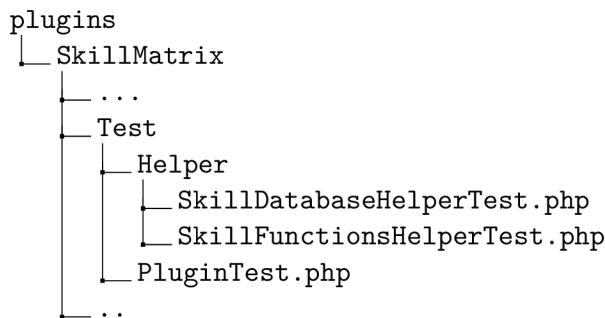 plugins
SkillMatrix
...
Test
Helper
SkillDatabaseHelperTest.php
SkillFunctionsHelperTest.php
PluginTest.php
..